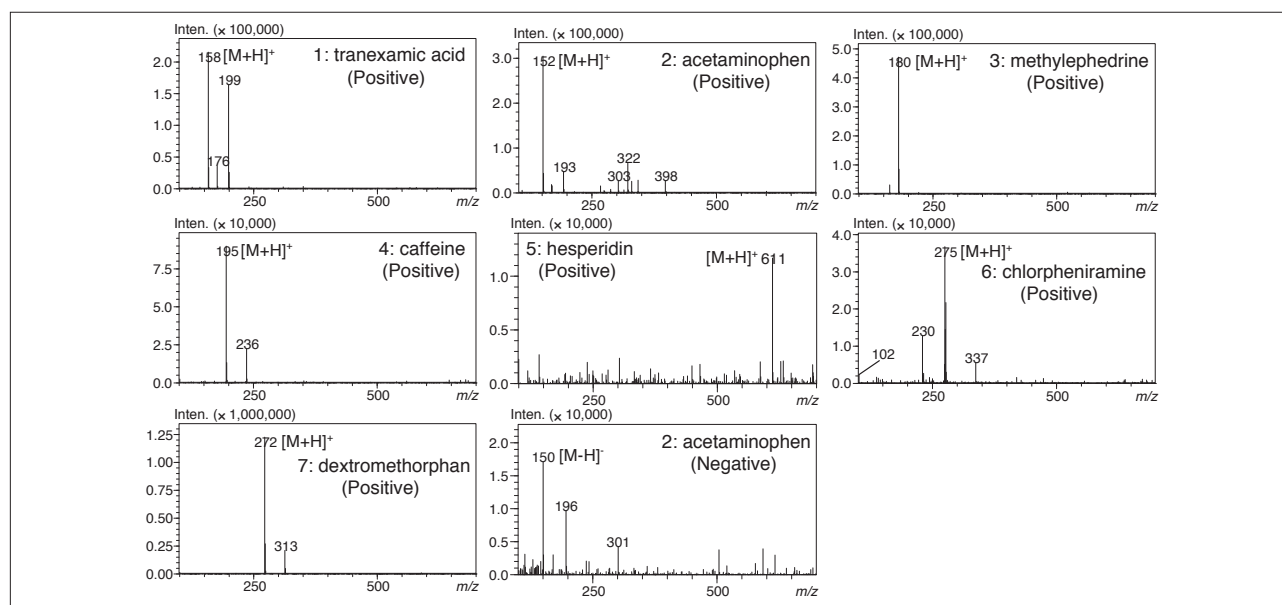 Inten. (× 100,000)
2.0
1.5
1.0
0.5
0.0
158 [M+H]+
199
176
1: tranexamic acid
(Positive)
250
500
m/z
Inten. (× 100,000)
3.0
2.0
1.0
0.0
152 [M+H]+
193
303
322
398
2: acetaminophen
(Positive)
250
500
m/z
Inten. (× 100,000)
5.0
4.0
3.0
2.0
1.0
0.0
180 [M+H]+
3: methylephedrine
(Positive)
250
500
m/z
Inten. (× 10,000)
7.5
5.0
2.5
0.0
195 [M+H]+
236
4: caffeine
(Positive)
250
500
m/z
Inten. (× 10,000)
1.0
0.5
0.0
5: hesperidin
(Positive)
[M+H]+ 611
250
500
m/z
Inten. (× 10,000)
4.0
3.0
2.0
1.0
0.0
275 [M+H]+
230
102
337
6: chlorpheniramine
(Positive)
250
500
m/z
Inten. (× 1,000,000)
1.25
1.00
0.75
0.50
0.25
0.00
272 [M+H]+
7: dextromethorphan
(Positive)
313
250
500
m/z
Inten. (× 10,000)
2.0
1.5
1.0
0.5
0.0
150 [M-H]-
196
301
2: acetaminophen
(Negative)
250
500
m/z